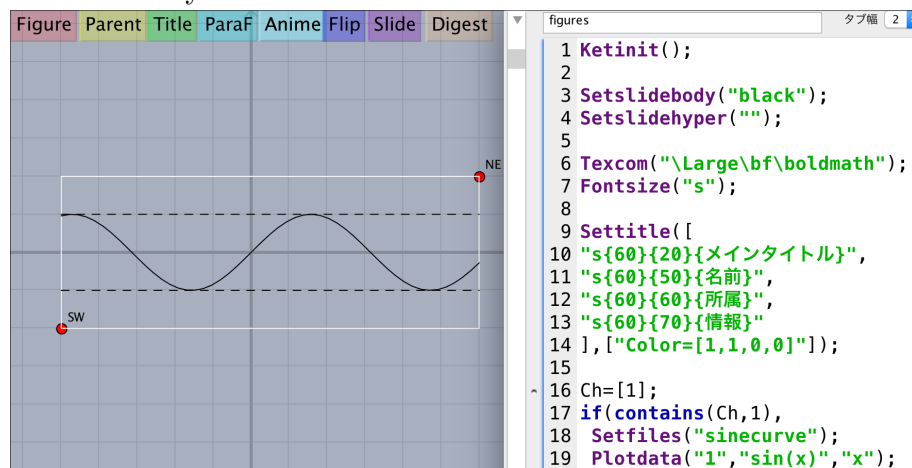 Figure Parent Title ParaF Anime Flip Slide Digest
NE
SW
figures
タブ幅 2
1 Ketinit();
2
3 Setslidebody("black");
4 Setslidehyper("");
5
6 Texcom("\Large\bf\boldmath");
7 Fontsize("s");
8
9 Settitle([
10 "s{60}{20}{メインタイトル}",
11 "s{60}{50}{名前}",
12 "s{60}{60}{所属}",
13 "s{60}{70}{情報}"
14 ],["Color=[1,1,0,0]"]);
15
16 Ch=[1];
17 if(contains(Ch,1),
18 Setfiles("sinecurve");
19 Plotdata("1","sin(x)","x");